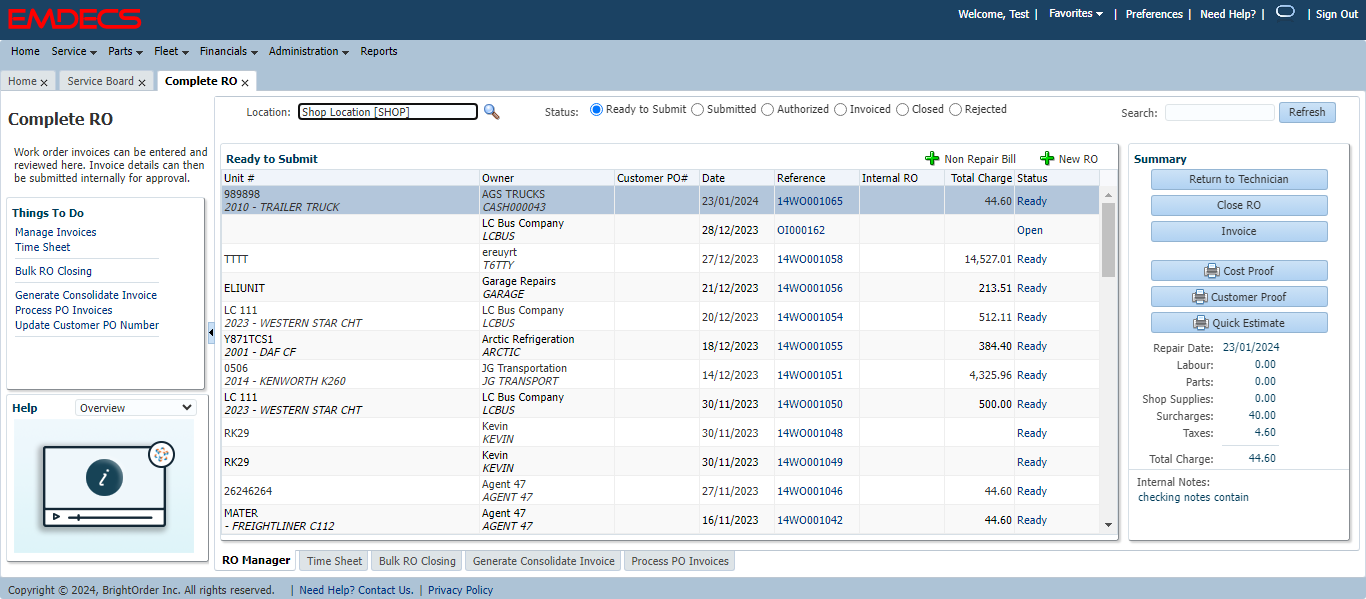 EMDECS
Welcome, Test | Favorites | Preferences | Need Help? | | Sign Out
Home Service Parts Fleet Financials Administration Reports
Home x Service Board x Complete RO x
Complete RO
Work order invoices can be entered and
reviewed here. Invoice details can then
be submitted internally for approval.
Things To Do
Manage Invoices
Time Sheet
Bulk RO Closing
Generate Consolidate Invoice
Process PO Invoices
Update Customer PO Number
Help Overview
i
Location: Shop Location [SHOP] Status: Ready to Submit Submitted Authorized Invoiced Closed Rejected Search: Refresh
Ready to Submit Non Repair Bill New RO
Unit # Owner Customer PO# Date Reference Internal RO Total Charge Status
989898 AGS TRUCKS 23/01/2024 14WO001065 44.60 Ready
2010 - TRAILER TRUCK CASH000043
LC Bus Company 28/12/2023 OI000162 Open
LCBUS
TTTT ereuyrt 27/12/2023 14WO001058 14,527.01 Ready
T6TTY
ELIUNIT Garage Repairs 21/12/2023 14WO001056 213.51 Ready
GARAGE
LC 111 LC Bus Company 20/12/2023 14WO001054 512.11 Ready
2023 - WESTERN STAR CHT LCBUS
Y871TCS1 Arctic Refrigeration 18/12/2023 14WO001055 384.40 Ready
2001 - DAF CF ARCTIC
0506 JG Transportation 14/12/2023 14WO001051 4,325.96 Ready
2014 - KENWORTH K260 JG TRANSPORT
LC 111 LC Bus Company 30/11/2023 14WO001050 500.00 Ready
2023 - WESTERN STAR CHT LCBUS
RK29 Kevin 30/11/2023 14WO001048 Ready
KEVIN
RK29 Kevin 30/11/2023 14WO001049 Ready
KEVIN
26246264 Agent 47 27/11/2023 14WO001046 44.60 Ready
AGENT 47
MATER Agent 47 16/11/2023 14WO001042 44.60 Ready
- FREIGHTLINER C112 AGENT 47
Summary
Return to Technician
Close RO
Invoice
Cost Proof
Customer Proof
Quick Estimate
Repair Date: 23/01/2024
Labour: 0.00
Parts: 0.00
Shop Supplies: 0.00
Surcharges: 40.00
Taxes: 4.60
Total Charge: 44.60
Internal Notes:
checking notes contain
RO Manager Time Sheet Bulk RO Closing Generate Consolidate Invoice Process PO Invoices
Copyright © 2024, BrightOrder Inc. All rights reserved. | Need Help? Contact Us. | Privacy Policy